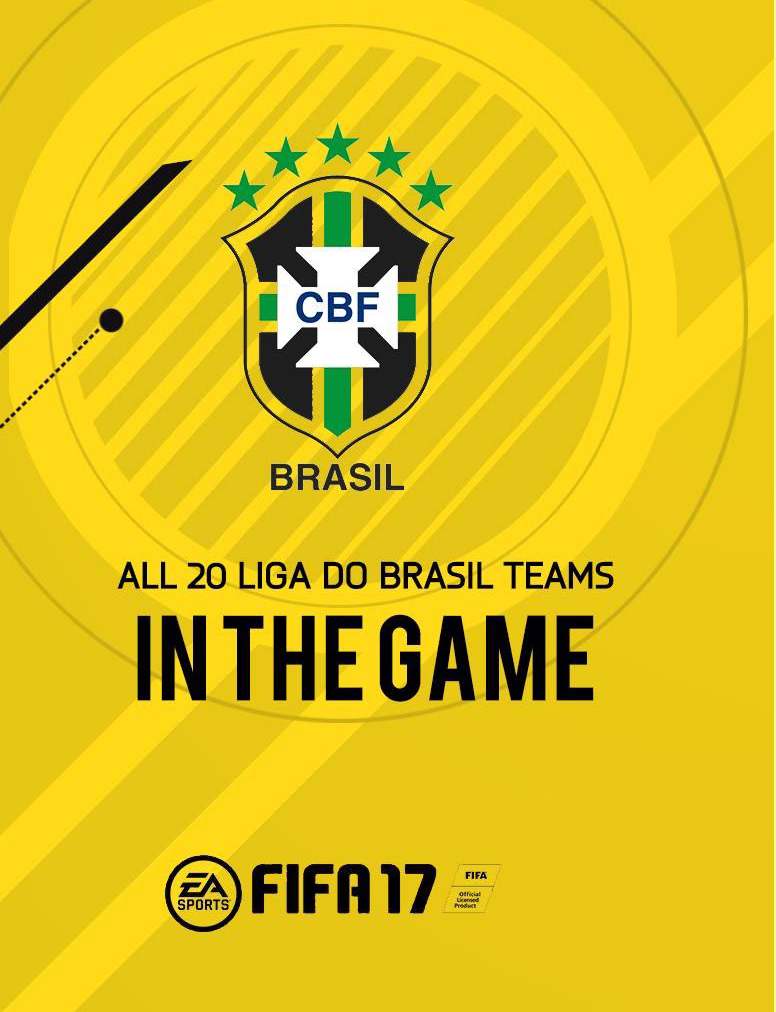 CBF
BRASIL
ALL 20 LIGA DO BRASIL TEAMS
IN THE GAME
EA
SPORTS
FIFA 17
FIFA
Official
Licensed
Product